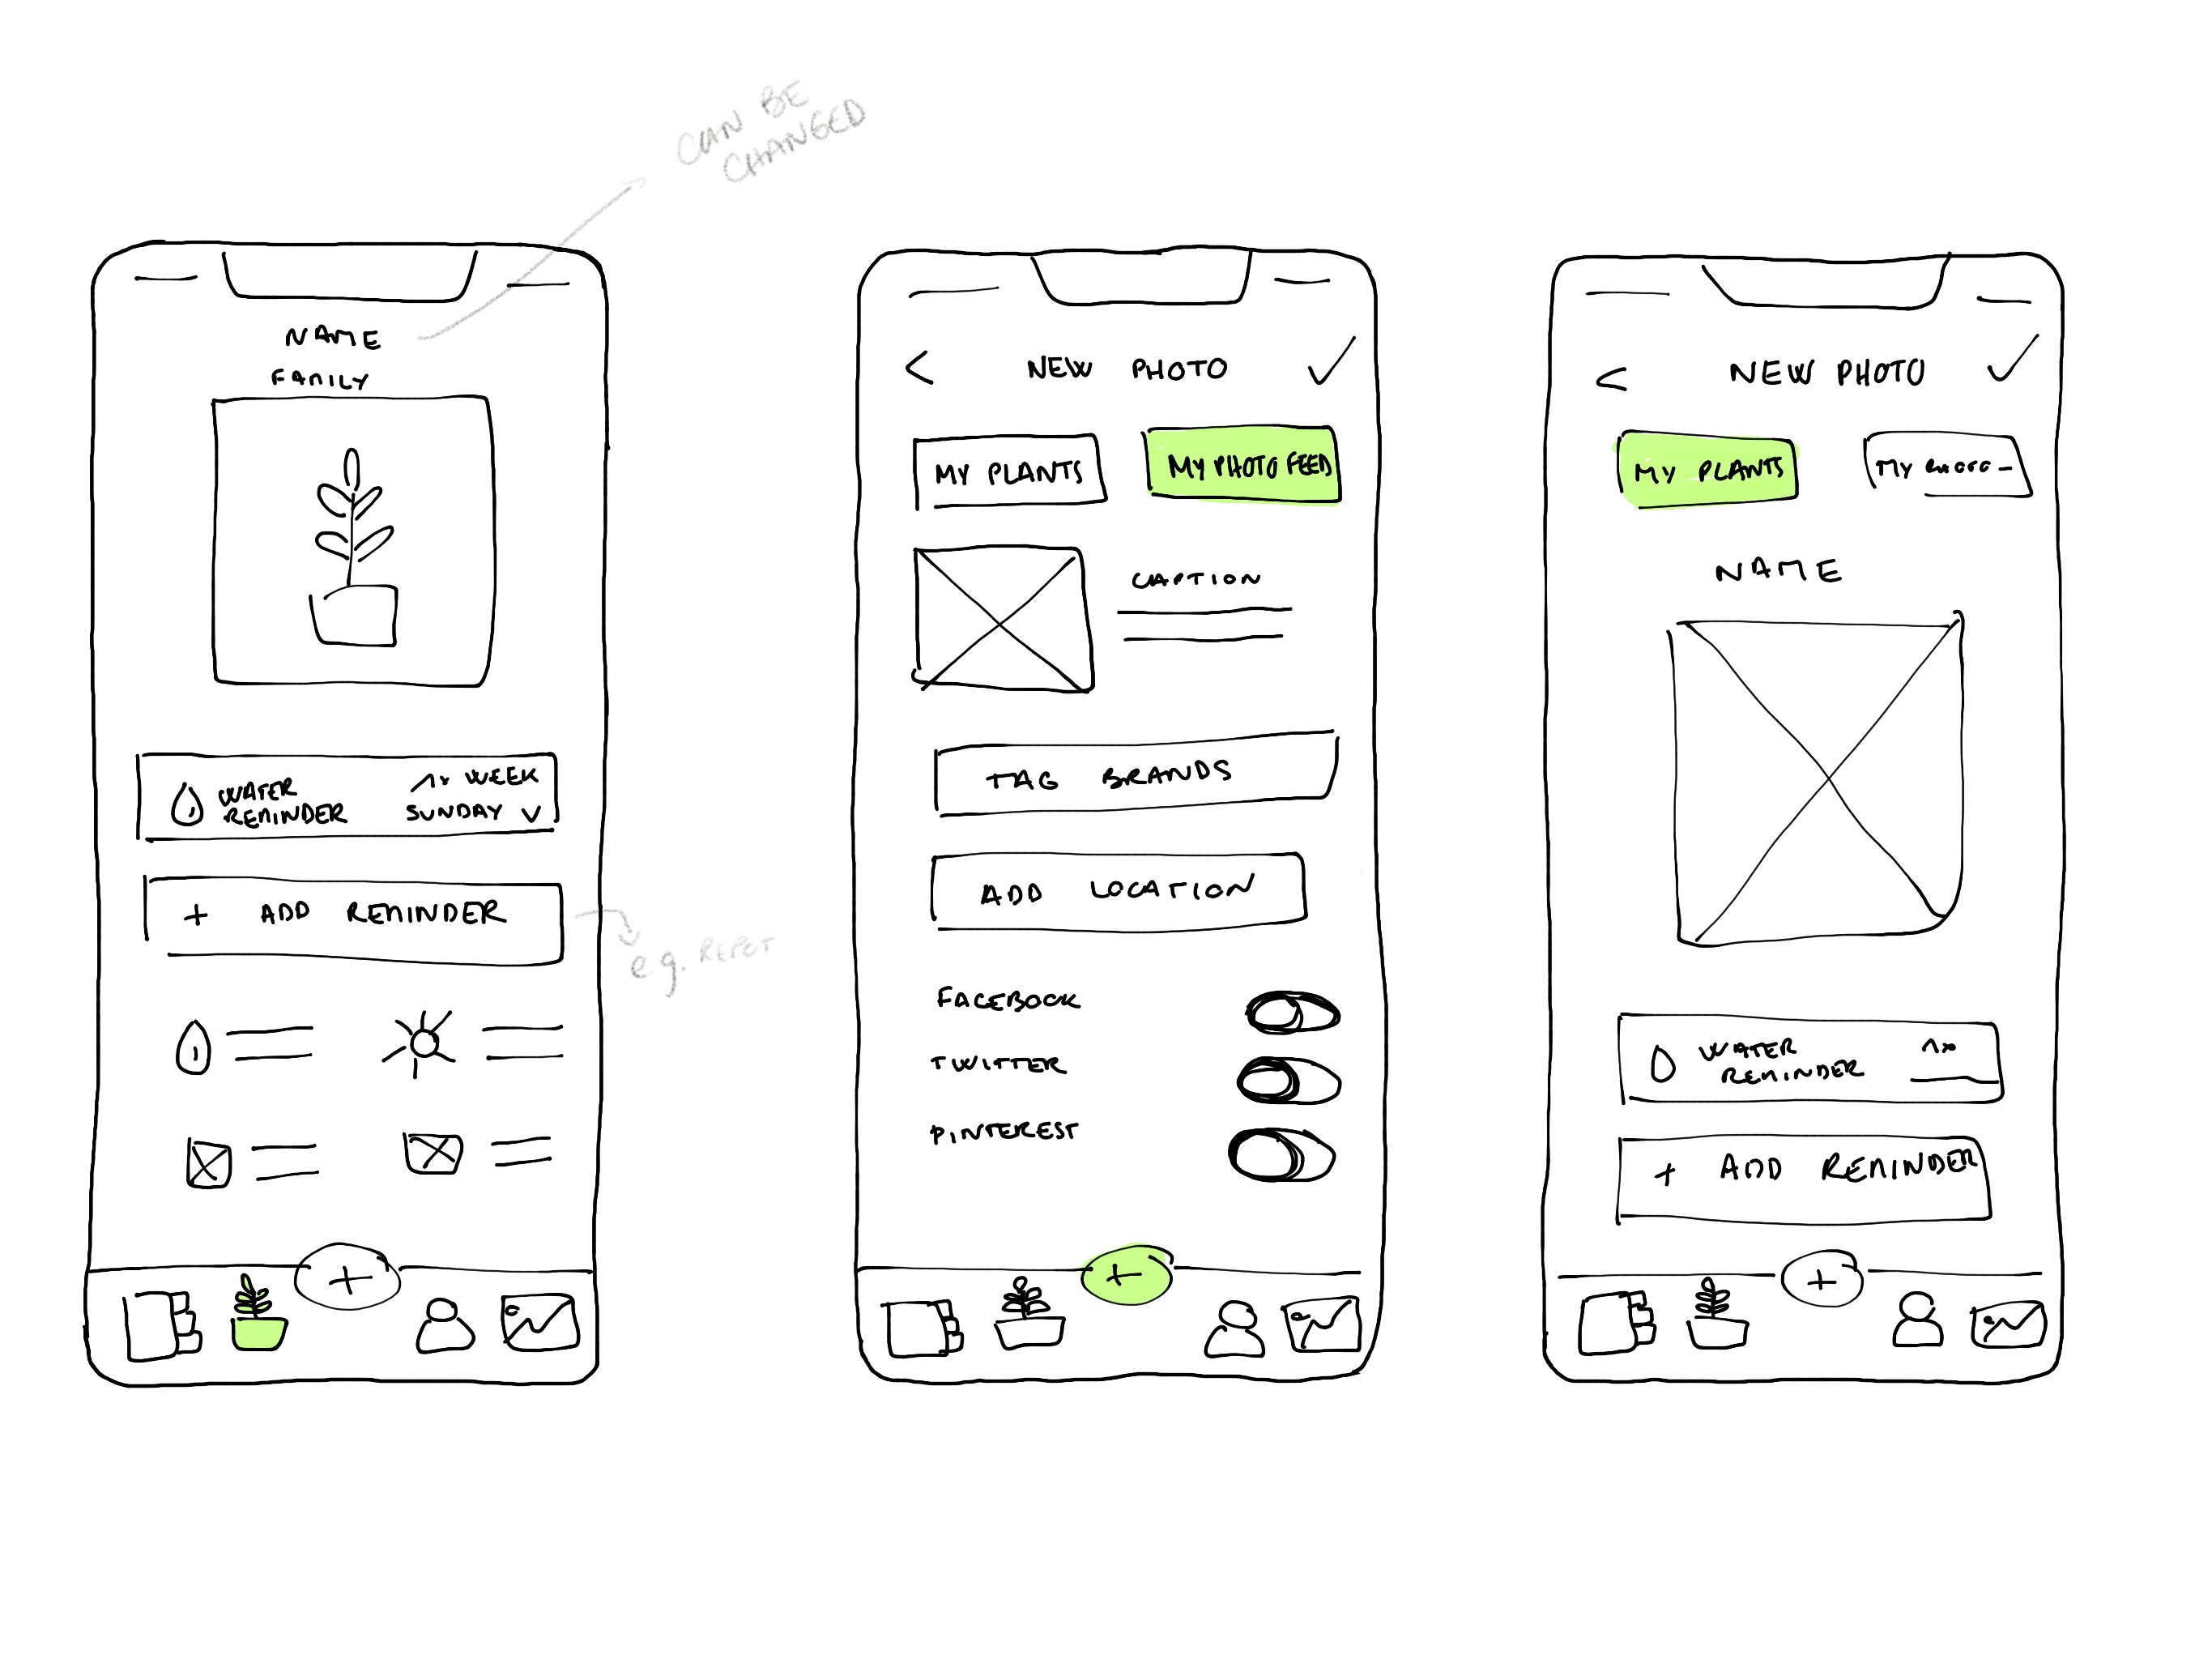 CAN BE
CHANGED
NAME
FAMILY
WATER
REMINDER
1x WEEK
SUNDAY
+ ADD REMINDER
e.g. REPOT
+
< NEW PHOTO
MY PLANTS
MY PHOTO FEED
CAPTION
TAG BRANDS
ADD LOCATION
FACEBOOK
TWITTER
PINTEREST
+
< NEW PHOTO
MY PLANTS
MY
NAME
WATER
REMINDER
1x
+ ADD REMINDER
+